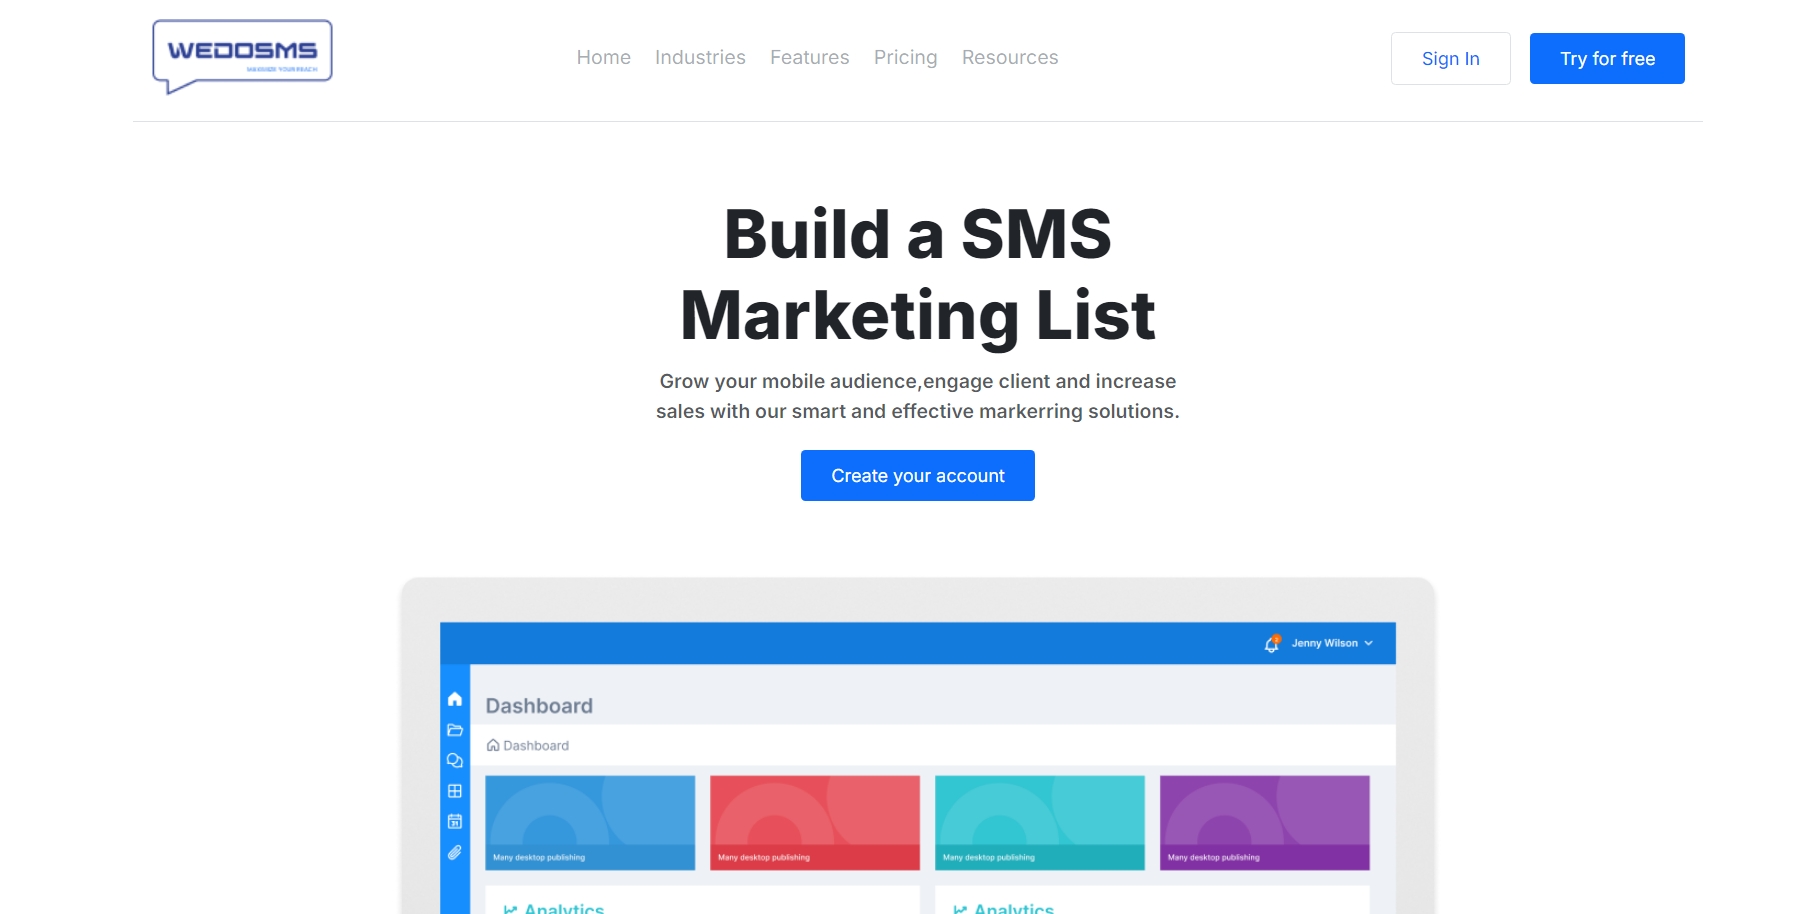 WEDOSMS
MAXIMIZE YOUR REACH
Home Industries Features Pricing Resources
Sign In
Try for free
Build a SMS
Marketing List
Grow your mobile audience,engage client and increase
sales with our smart and effective markerring solutions.
Create your account
Jenny Wilson
Dashboard
Dashboard
31
Many desktop publishing
Many desktop publishing
Many desktop publishing
Many desktop publishing
Analytics
Analytics